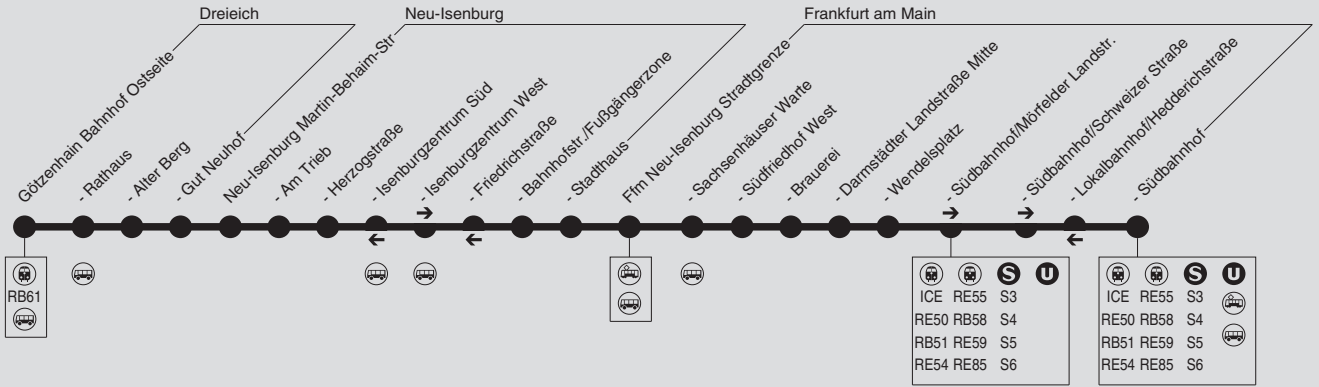 Dreieich
Neu-Isenburg
Frankfurt am Main
Götzenhain Bahnhof Ostseite
- Rathaus
- Alter Berg
- Gut Neuhof
Neu-Isenburg Martin-Behaim-Str
- Am Trieb
- Herzogstraße
- Isenburgzentrum Süd
- Isenburgzentrum West
- Friedrichstraße
- Bahnhofstr./Fußgängerzone
- Stadthaus
Ffm Neu-Isenburg Stradtgrenze
- Sachsenhäuser Warte
- Südfriedhof West
- Brauerei
- Darmstädter Landstraße Mitte
- Wendelsplatz
- Südbahnhof/Mörfelder Landstr.
- Südbahnhof/Schweizer Straße
- Lokalbahnhof/Hedderichstraße
- Südbahnhof
RB61
S U
ICE RE55 S3
RE50 RB58 S4
RB51 RE59 S5
RE54 RE85 S6
S U
ICE RE55 S3
RE50 RB58 S4
RB51 RE59 S5
RE54 RE85 S6